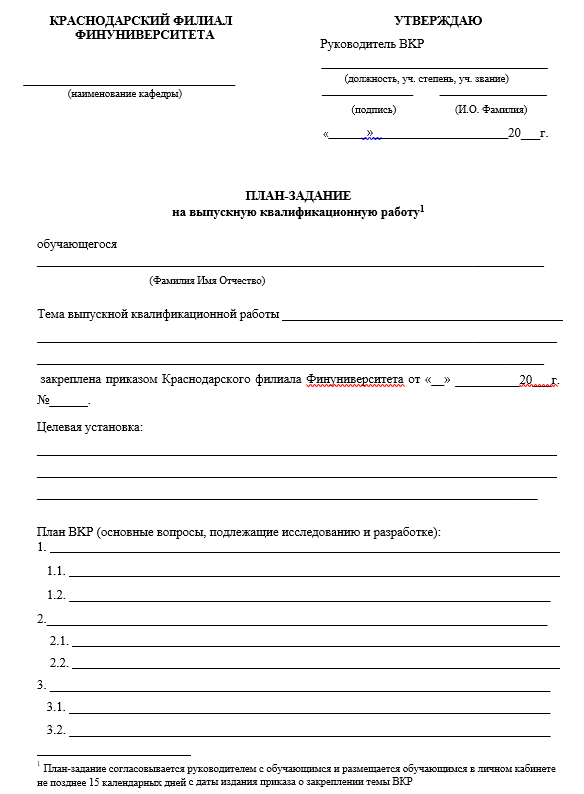 КРАСНОДАРСКИЙ ФИЛИАЛ
ФИНУНИВЕРСИТЕТА
(наименование кафедры)
УТВЕРЖДАЮ
Руководитель ВКР
(должность, уч. степень, уч. звание)
(подпись) (И.О. Фамилия)
«______»____________________20___г.
ПЛАН-ЗАДАНИЕ
на выпускную квалификационную работу1
обучающегося
(Фамилия Имя Отчество)
Тема выпускной квалификационной работы
закреплена приказом Краснодарского филиала Финуниверситета от «__» __________20___г.
№______.
Целевая установка:
План ВКР (основные вопросы, подлежащие исследованию и разработке):
1.
1.1.
1.2.
2.
2.1.
2.2.
3.
3.1.
3.2.
1 План-задание согласовывается руководителем с обучающимся и размещается обучающимся в личном кабинете
не позднее 15 календарных дней с даты издания приказа о закреплении темы ВКР